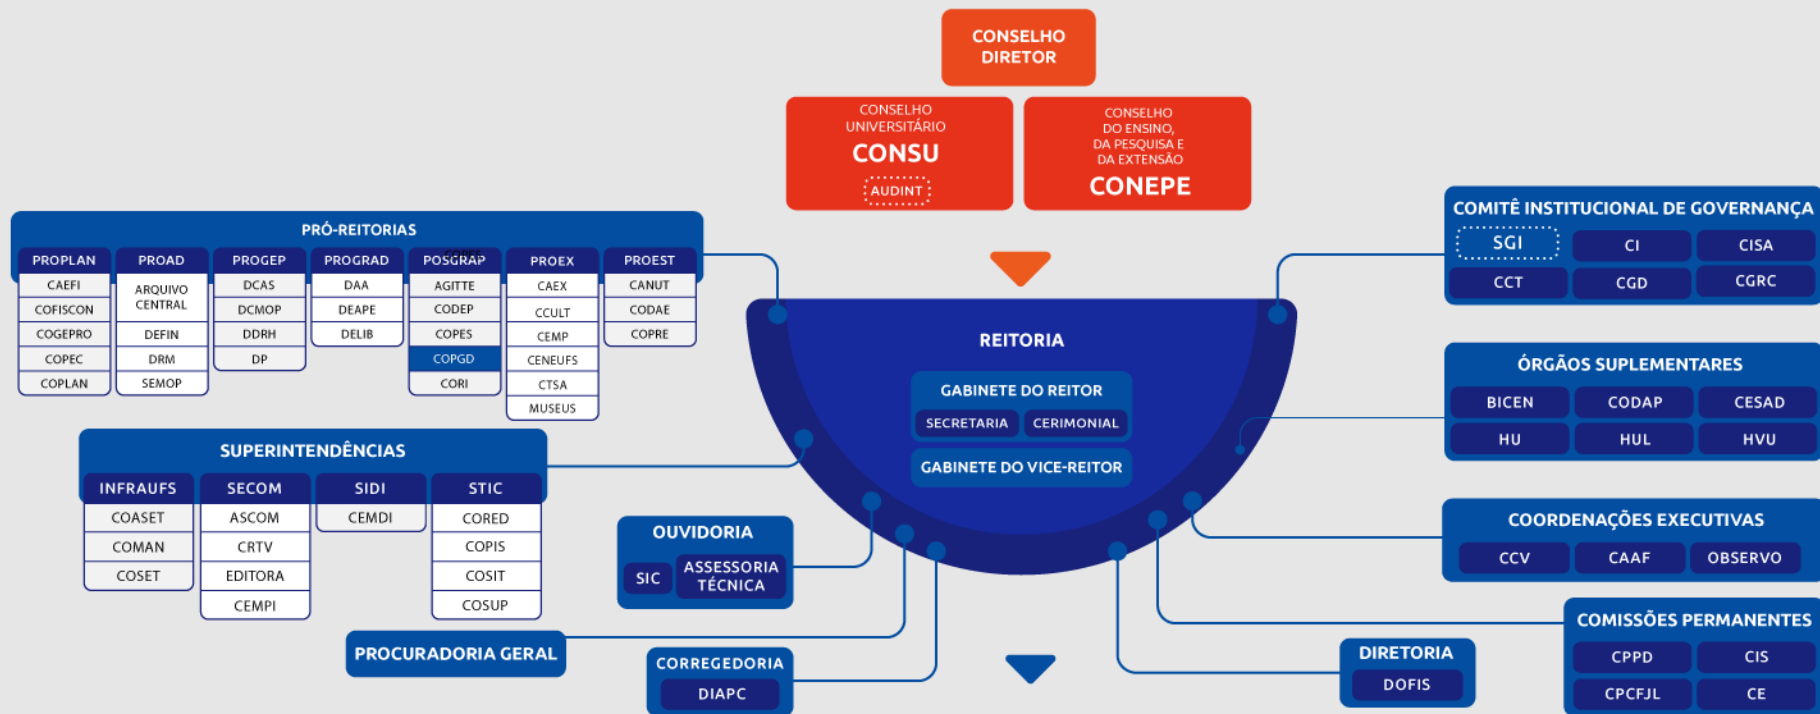 CONSELHO
DIRETOR
CONSELHO
UNIVERSITÁRIO
CONSU
AUDINT
CONSELHO
DO ENSINO,
DA PESQUISA E
DA EXTENSÃO
CONEPE
PRÓ-REITORIAS
PROPLAN
CAEFI
COFISCON
COGEPRO
COPEC
COPLAN
PROAD
ARQUIVO
CENTRAL
DEFIN
DRM
SEMOP
PROGEP
DCAS
DCMOP
DDRH
DP
PROGRAD
DAA
DEAPE
DELIB
POSGRAP
AGITTE
CODEP
COPES
COPGD
CORI
PROEX
CAEX
CCULT
CEMP
CENEUFS
CTSA
MUSEUS
PROEST
CANUT
CODAE
COPRE
SUPERINTENDÊNCIAS
INFRAUFS
COASET
COMAN
COSET
SECOM
ASCOM
CRTV
EDITORA
CEMPI
SIDI
CEMDI
STIC
CORED
COPIS
COSIT
COSUP
REITORIA
GABINETE DO REITOR
SECRETARIA
CERIMONIAL
GABINETE DO VICE-REITOR
OUVIDORIA
SIC
ASSESSORIA
TÉCNICA
PROCURADORIA GERAL
CORREGEDORIA
DIAPC
COMITÊ INSTITUCIONAL DE GOVERNANÇA
SGI
CI
CISA
CCT
CGD
CGRC
ÓRGÃOS SUPLEMENTARES
BICEN
CODAP
CESAD
HU
HUL
HVU
COORDENAÇÕES EXECUTIVAS
CCV
CAAF
OBSERVO
COMISSÕES PERMANENTES
CPPD
CIS
CPCFJL
CE
DIRETORIA
DOFIS